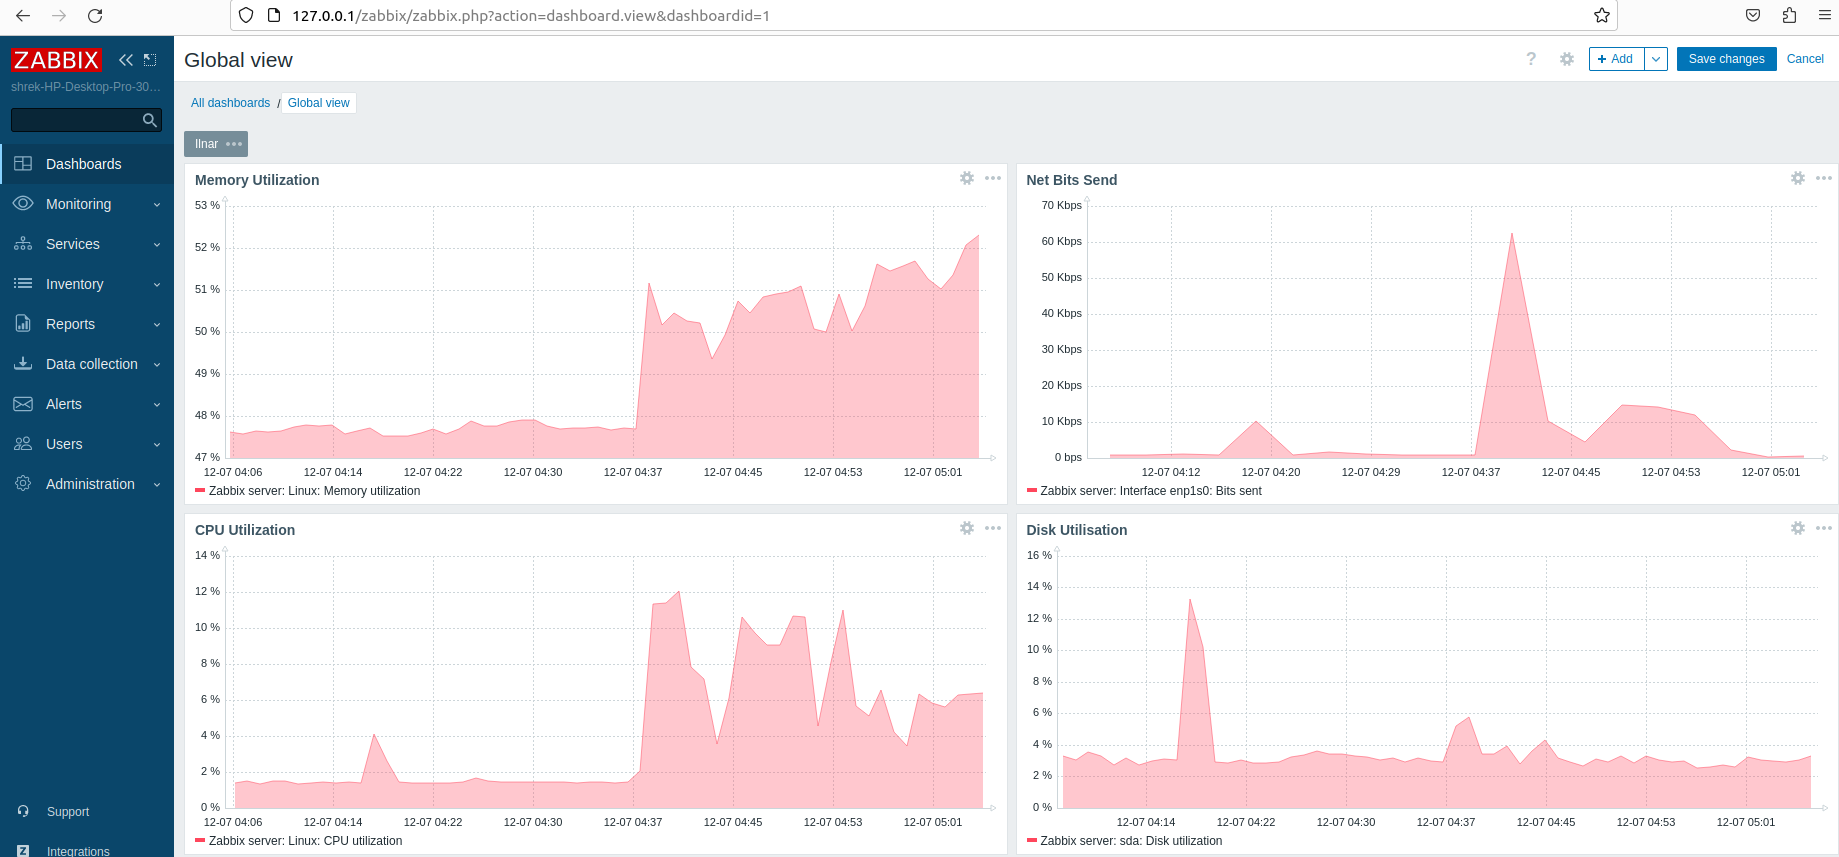 127.0.0.1/zabbix/zabbix.php?action=dashboard.view&dashboardid=1
ZABBIX
shrek-HP-Desktop-Pro-30...
Dashboards
Monitoring
Services
Inventory
Reports
Data collection
Alerts
Users
Administration
Support
Z Integrations
Global view
? + Add Save changes Cancel
All dashboards / Global view
Ilnar
Memory Utilization
53 %
52 %
51 %
50 %
49 %
48 %
47 %
12-07 04:06 12-07 04:14 12-07 04:22 12-07 04:30 12-07 04:37 12-07 04:45 12-07 04:53 12-07 05:01
Zabbix server: Linux: Memory utilization
Net Bits Send
70 Kbps
60 Kbps
50 Kbps
40 Kbps
30 Kbps
20 Kbps
10 Kbps
0 bps
12-07 04:12 12-07 04:20 12-07 04:29 12-07 04:37 12-07 04:45 12-07 04:53 12-07 05:01
Zabbix server: Interface enp1s0: Bits sent
CPU Utilization
14 %
12 %
10 %
8 %
6 %
4 %
2 %
0 %
12-07 04:06 12-07 04:14 12-07 04:22 12-07 04:30 12-07 04:37 12-07 04:45 12-07 04:53 12-07 05:01
Zabbix server: Linux: CPU utilization
Disk Utilisation
16 %
14 %
12 %
10 %
8 %
6 %
4 %
2 %
0 %
12-07 04:14 12-07 04:22 12-07 04:30 12-07 04:37 12-07 04:45 12-07 04:53 12-07 05:01
Zabbix server: sda: Disk utilization